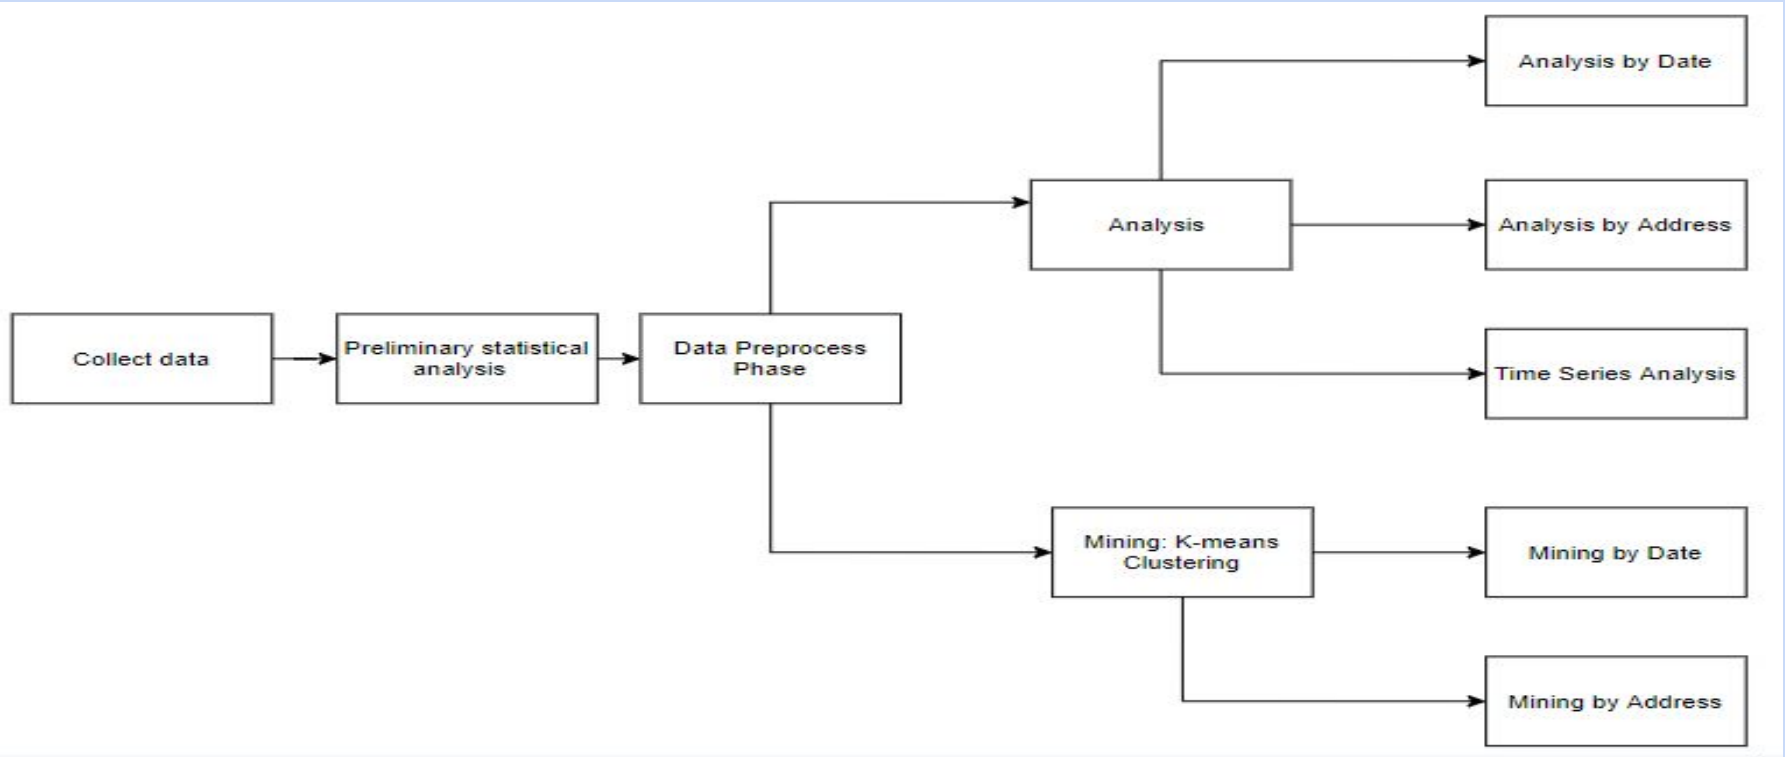 Collect data
Preliminary statistical
analysis
Data Preprocess
Phase
Analysis
Analysis by Date
Analysis by Address
Time Series Analysis
Mining: K-means
Clustering
Mining by Date
Mining by Address